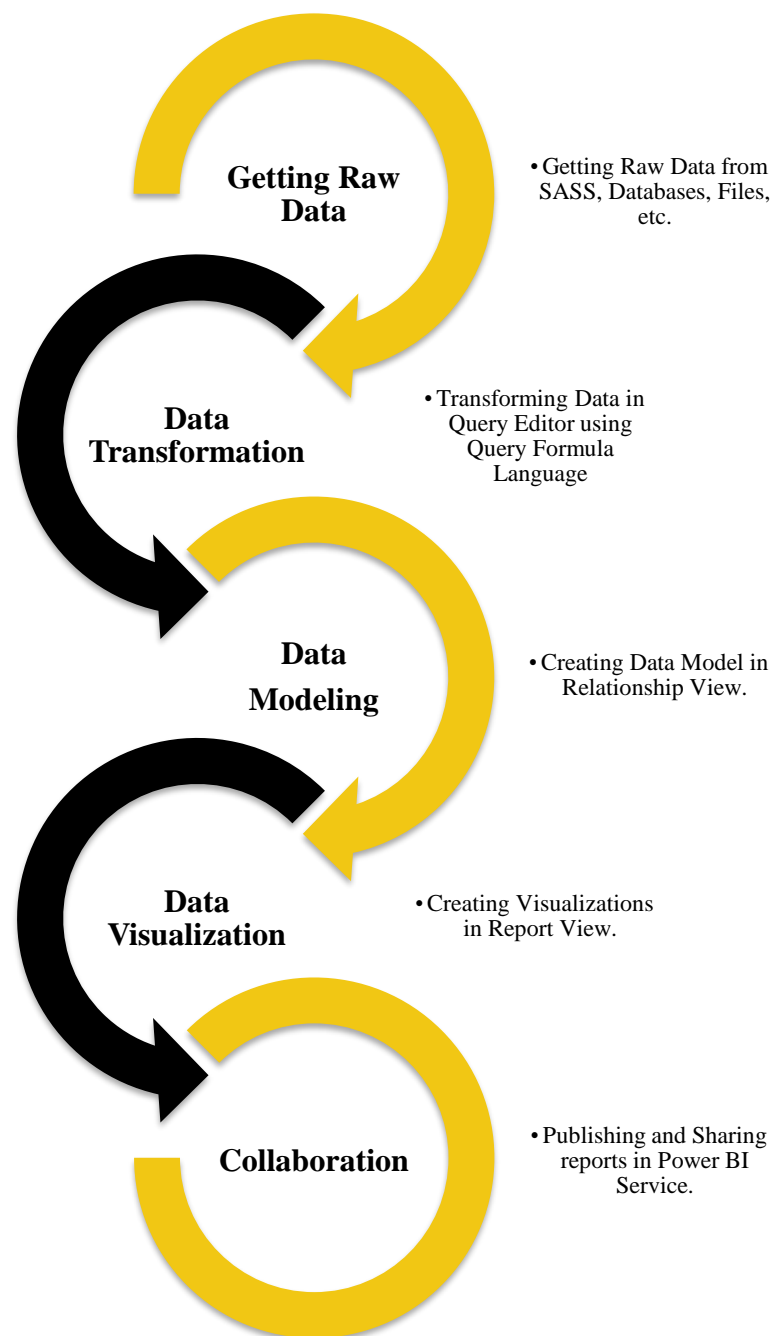 Getting Raw
Data
• Getting Raw Data from
SASS, Databases, Files,
etc.
Data
Transformation
• Transforming Data in
Query Editor using
Query Formula
Language
Data
Modeling
• Creating Data Model in
Relationship View.
Data
Visualization
• Creating Visualizations
in Report View.
Collaboration
• Publishing and Sharing
reports in Power BI
Service.